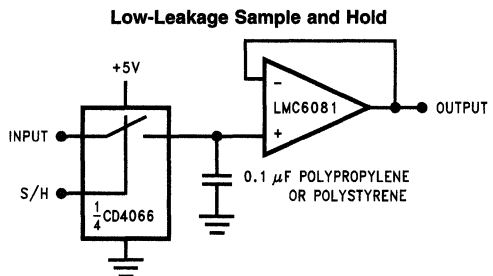 Low-Leakage Sample and Hold
+5V
−
LMC6081
OUTPUT
INPUT
+
0.1 μF POLYPROPYLENE
OR POLYSTYRENE
S/H
1/4 CD4066